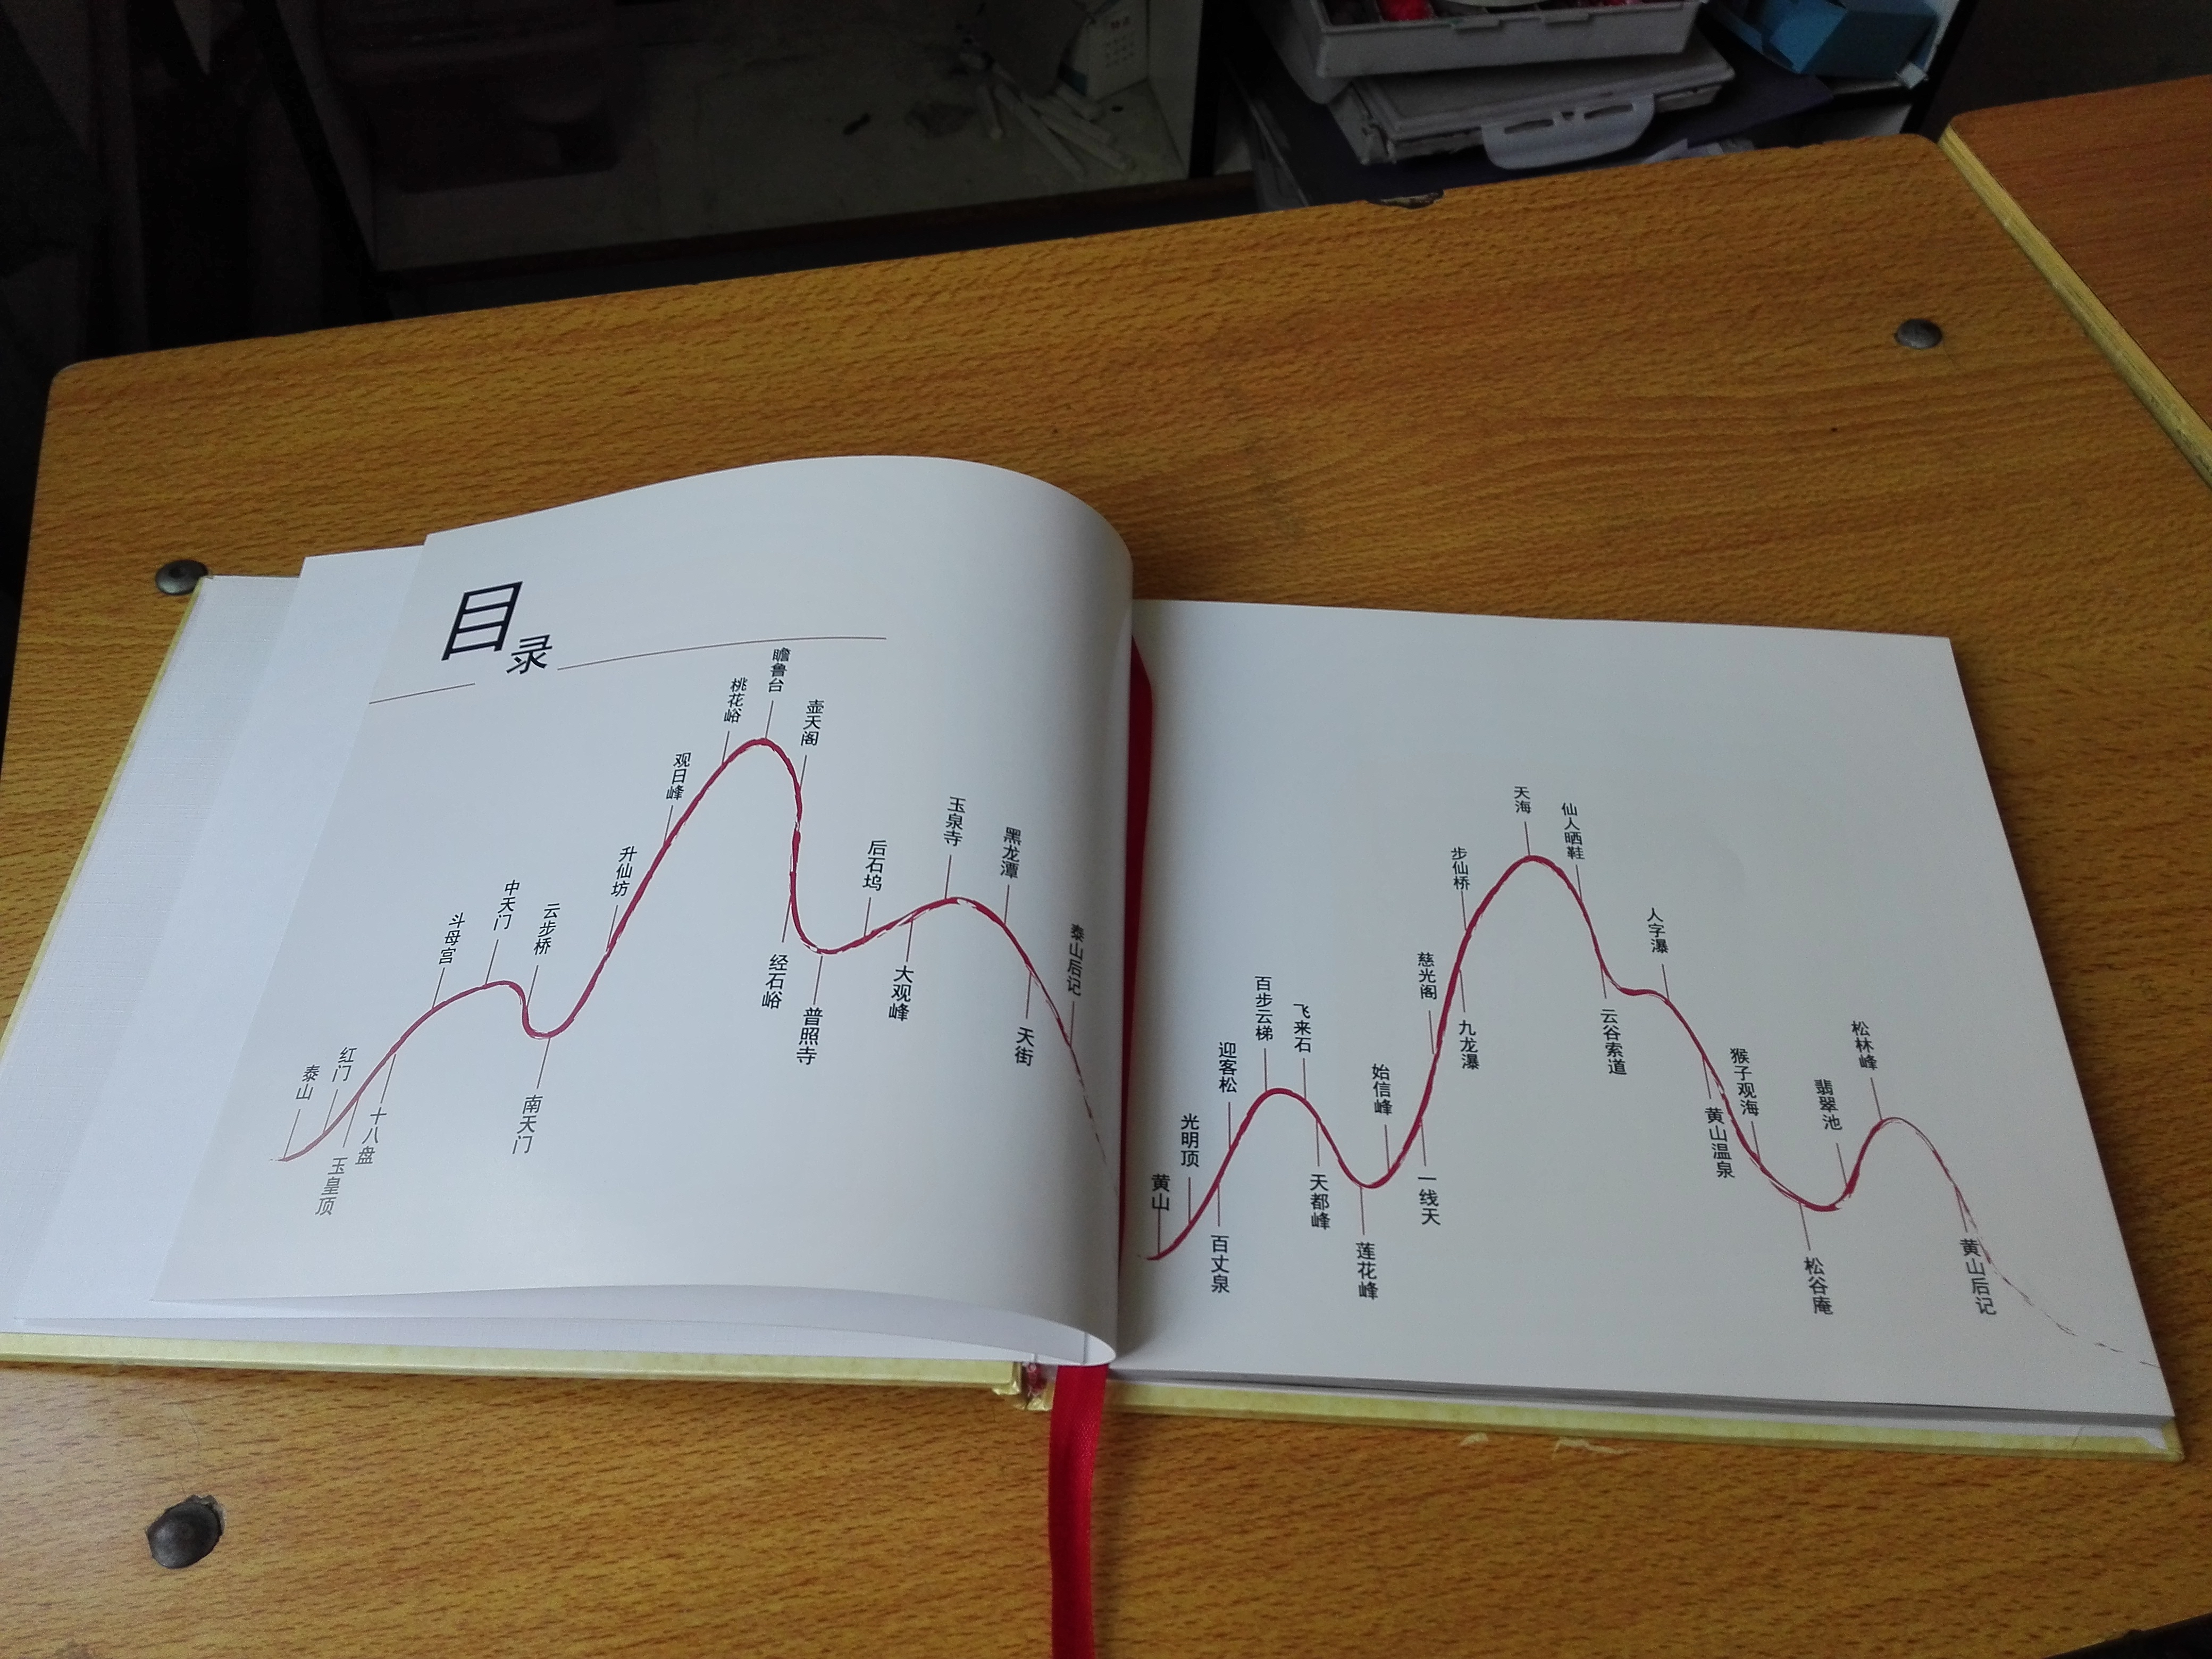 目录
泰山
红门
玉皇顶
十八盘
斗母宫
中天门
云步桥
南天门
升仙坊
观日峰
桃花峪
瞻鲁台
壶天阁
经石峪
普照寺
后石坞
大观峰
玉泉寺
黑龙潭
天街
泰山后记
黄山
光明顶
百丈泉
迎客松
百步云梯
飞来石
天都峰
莲花峰
始信峰
一线天
慈光阁
九龙瀑
步仙桥
天海
仙人晒鞋
云谷索道
人字瀑
黄山温泉
猴子观海
松谷庵
翡翠池
松林峰
黄山后记